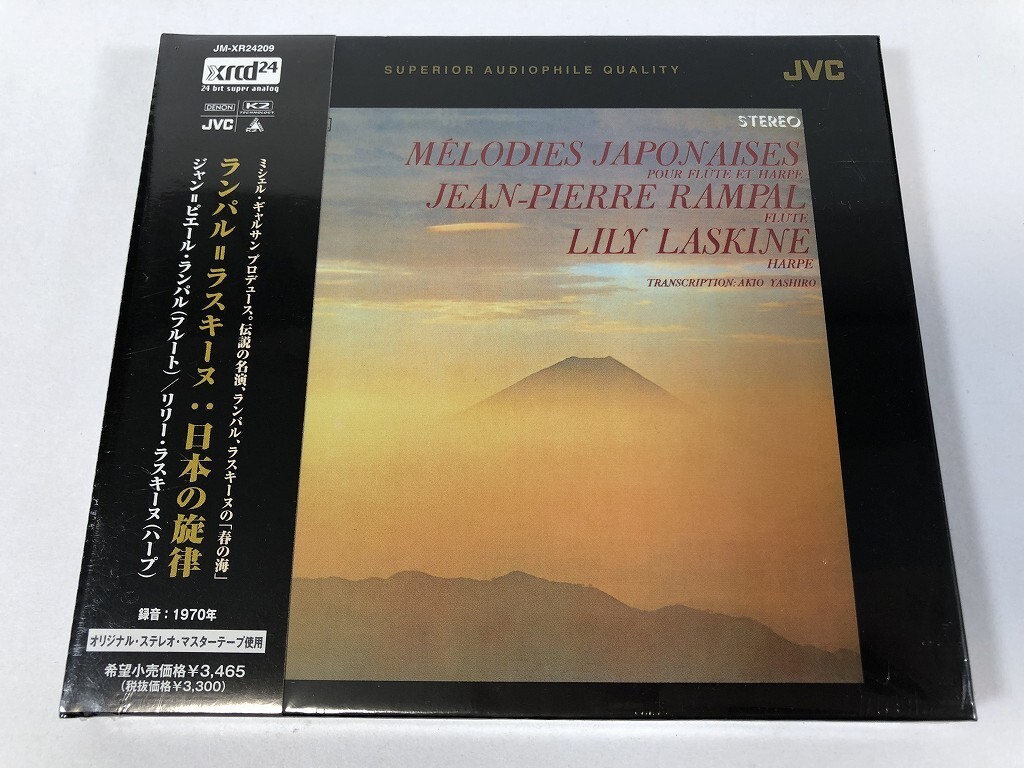 JM-XR24209
xrcd24
24 bit super analog
DENON
K2
TECHNOLOGY
JVC
ミシェル・ギャルサン プロデュース。伝説の名演、ランパル、ラスキーヌの「春の海」
ランパル=ラスキーヌ:日本の旋律
ジャン=ピエール・ランパル(フルート)/リリー・ラスキーヌ(ハープ)
録音:1970年
オリジナル・ステレオ・マスターテープ使用
希望小売価格¥3,465
(税抜価格¥3,300)
SUPERIOR AUDIOPHILE QUALITY
JVC
STEREO
MÉLODIES JAPONAISES
POUR FLUTE ET HARPE
JEAN-PIERRE RAMPAL
FLUTE
LILY LASKINE
HARPE
TRANSCRIPTION: AKIO YASHIRO